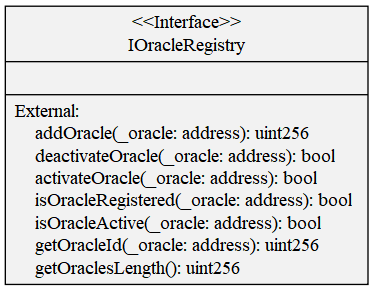 <<Interface>>
IOracleRegistry
External:
addOracle(_oracle: address): uint256
deactivateOracle(_oracle: address): bool
activateOracle(_oracle: address): bool
isOracleRegistered(_oracle: address): bool
isOracleActive(_oracle: address): bool
getOracleId(_oracle: address): uint256
getOraclesLength(): uint256